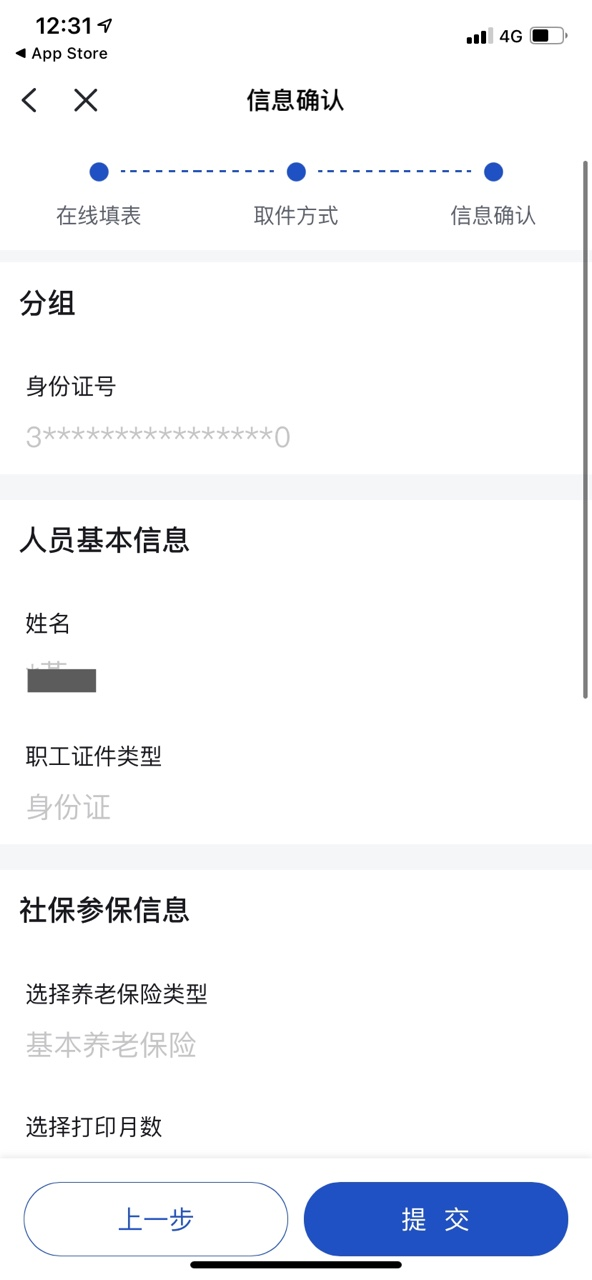 12:31
4G
◀ App Store
信息确认
在线填表
取件方式
信息确认
分组
身份证号
3****************0
人员基本信息
姓名
职工证件类型
身份证
社保参保信息
选择养老保险类型
基本养老保险
选择打印月数
上一步
提 交